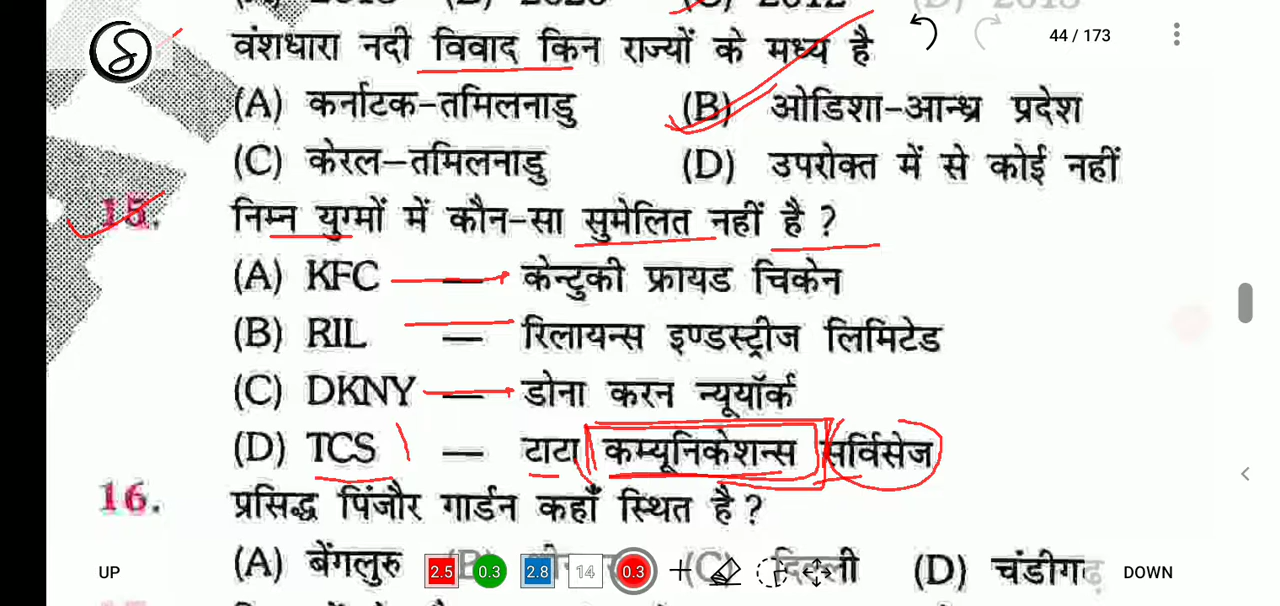 44 / 173
वंशधारा नदी विवाद किन राज्यों के मध्य है
(A) कर्नाटक-तमिलनाडु (B) ओडिशा-आन्ध्र प्रदेश
(C) केरल-तमिलनाडु (D) उपरोक्त में से कोई नहीं
15. निम्न युग्मों में कौन-सा सुमेलित नहीं है ?
(A) KFC — केन्टुकी फ्रायड चिकेन
(B) RIL — रिलायन्स इण्डस्ट्रीज लिमिटेड
(C) DKNY — डोना करन न्यूयॉर्क
(D) TCS — टाटा कम्यूनिकेशन्स सर्विसेज
16. प्रसिद्ध पिंजौर गार्डन कहाँ स्थित है ?
(A) बेंगलुरु (C) दिल्ली (D) चंडीगढ़
UP 2.5 0.3 2.8 14 0.3 DOWN